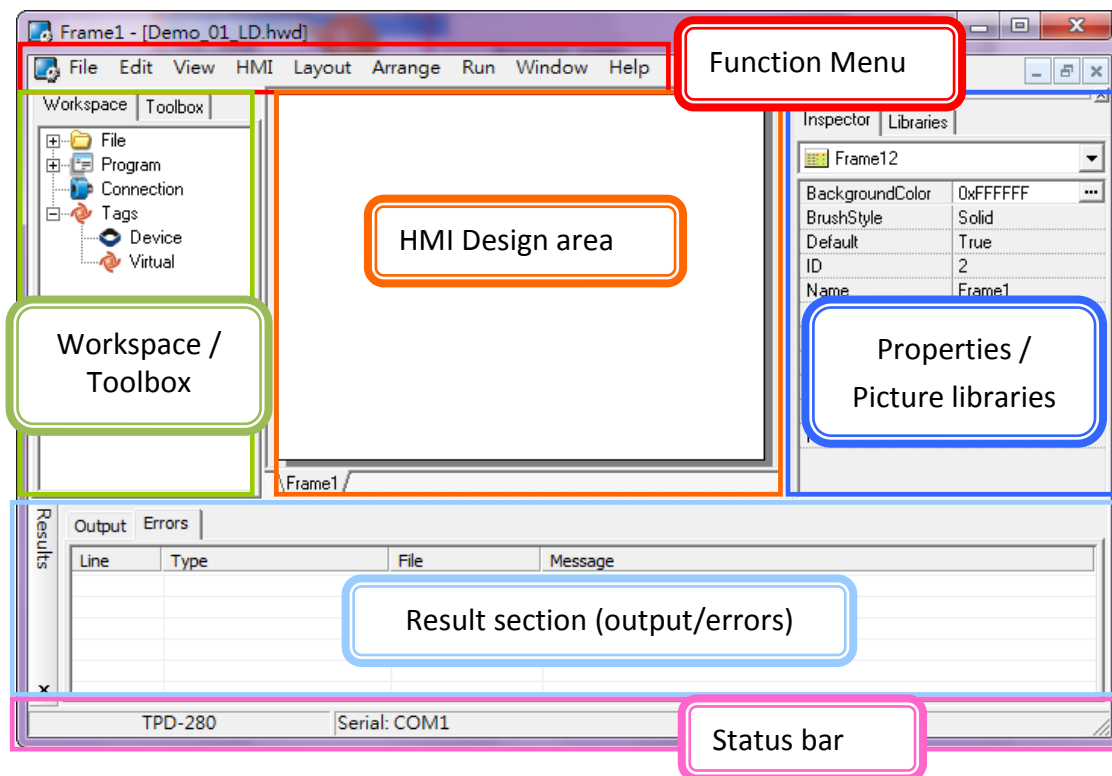 Frame1 - [Demo_01_LD.hwd]
File Edit View HMI Layout Arrange Run Window Help
Function Menu
Workspace Toolbox
File
Program
Connection
Tags
Device
Virtual
Workspace /
Toolbox
HMI Design area
Frame1
Inspector Libraries
Frame12
BackgroundColor 0xFFFFFF
BrushStyle Solid
Default True
ID 2
Name Frame1
Properties /
Picture libraries
Results
Output Errors
Line Type File Message
Result section (output/errors)
TPD-280 Serial: COM1
Status bar